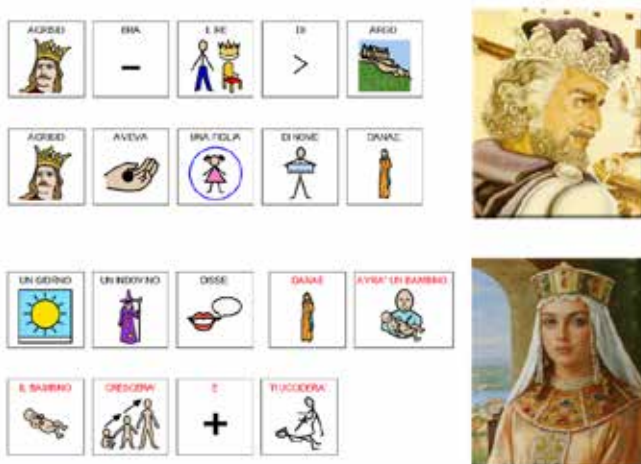 ACRISIO ERA IL RE DI ARGO
ACRISIO AVEVA UNA FIGLIA DI NOME DANAE
UN GIORNO UN INDOVINO DISSE DANAE AVRA' UN BAMBINO
IL BAMBINO CRESCERA' E TI UCCIDERA'